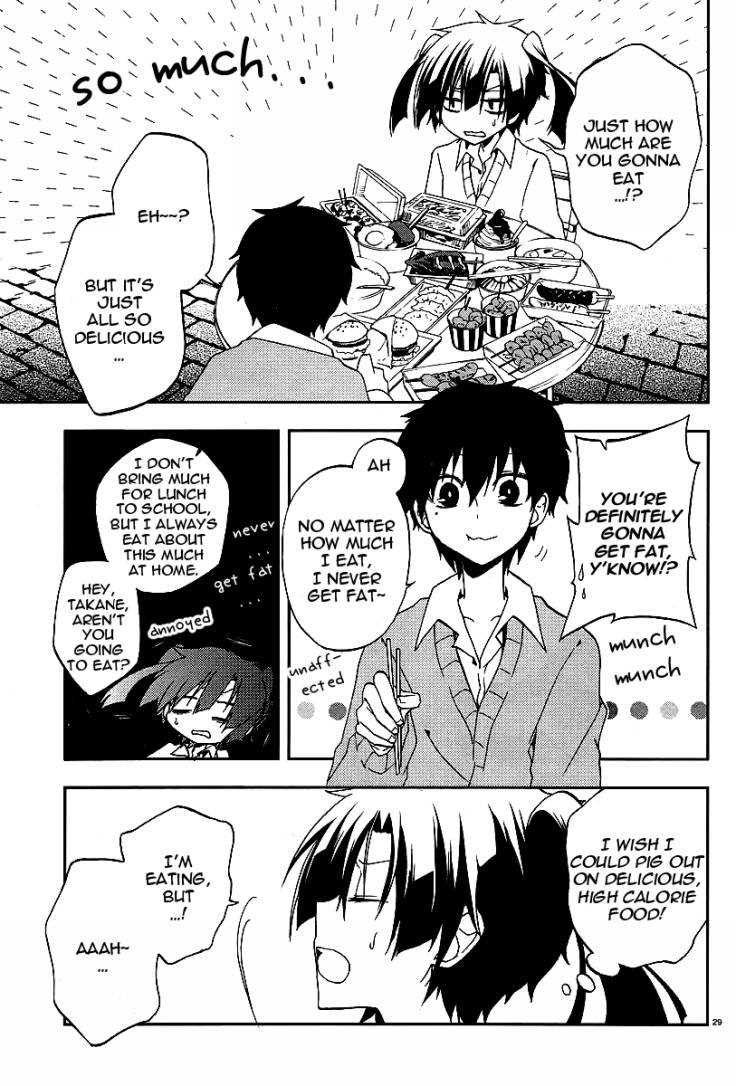 so much...
JUST HOW
MUCH ARE
YOU GONNA
EAT
...!?
EH~~?
BUT IT'S
JUST
ALL SO
DELICIOUS
...
YOU'RE
DEFINITELY
GONNA
GET FAT,
Y'KNOW!?
AH
NO MATTER
HOW MUCH
I EAT,
I NEVER
GET FAT~
munch
munch
unaff-
ected
I DON'T
BRING MUCH
FOR LUNCH
TO SCHOOL,
BUT I ALWAYS
EAT ABOUT
THIS MUCH
AT HOME.
never
...
get fat
...
HEY,
TAKANE,
AREN'T
YOU
GOING
TO EAT?
annoyed
I WISH I
COULD PIG OUT
ON DELICIOUS,
HIGH CALORIE
FOOD!
I'M
EATING,
BUT
...!
AAAH~
...
29